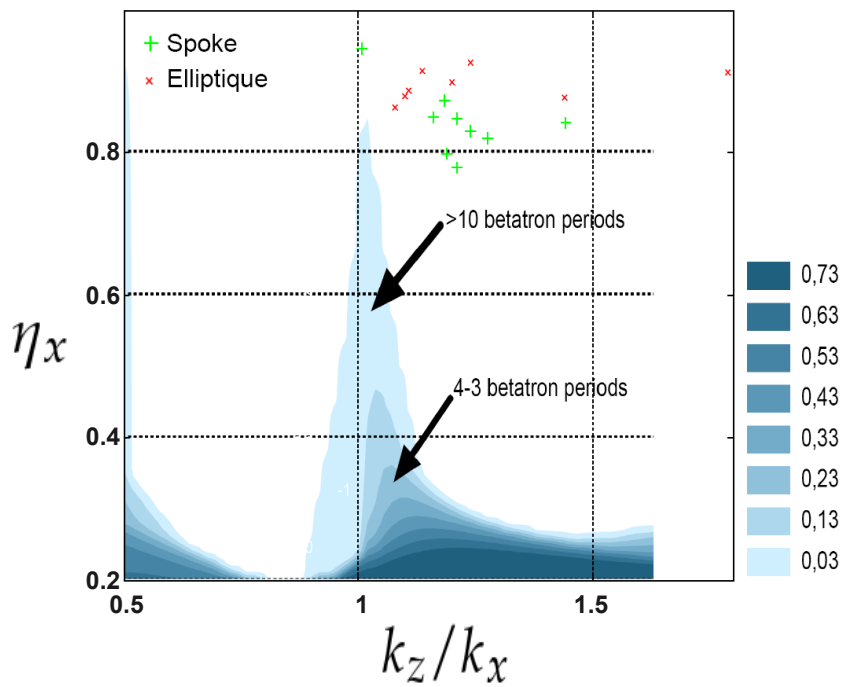 + Spoke
× Elliptique
0.8
>10 betatron periods
0.6
ηx
4-3 betatron periods
0.4
-1
0.2
0.5
1
1.5
kz/kx
0,73
0,63
0,53
0,43
0,33
0,23
0,13
0,03